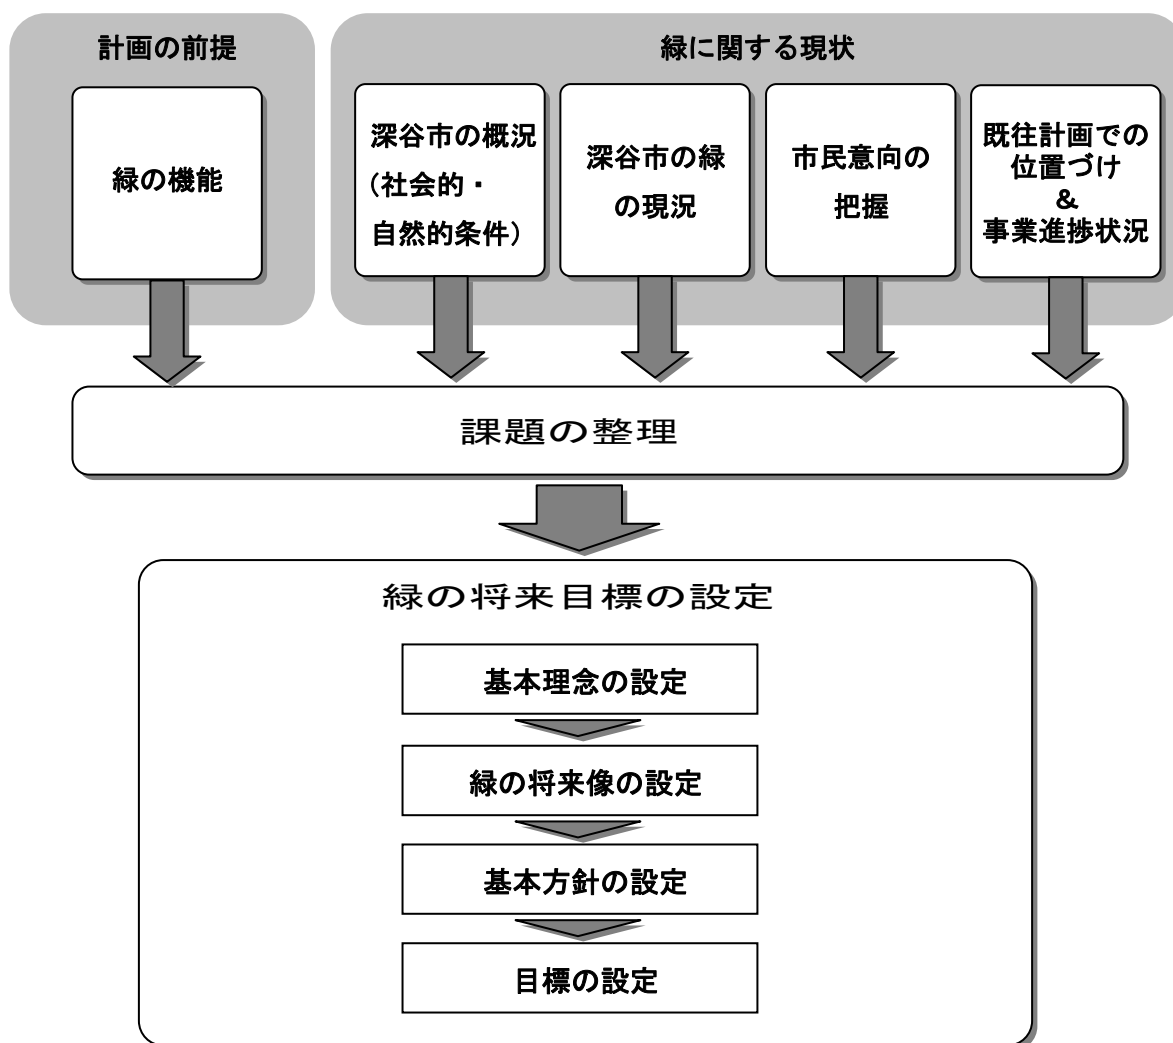 計画の前提
緑に関する現状
緑の機能
深谷市の概況
(社会的・
自然的条件)
深谷市の緑
の現況
市民意向の
把握
既往計画での
位置づけ
&
事業進捗状況
課題の整理
緑の将来目標の設定
基本理念の設定
緑の将来像の設定
基本方針の設定
目標の設定